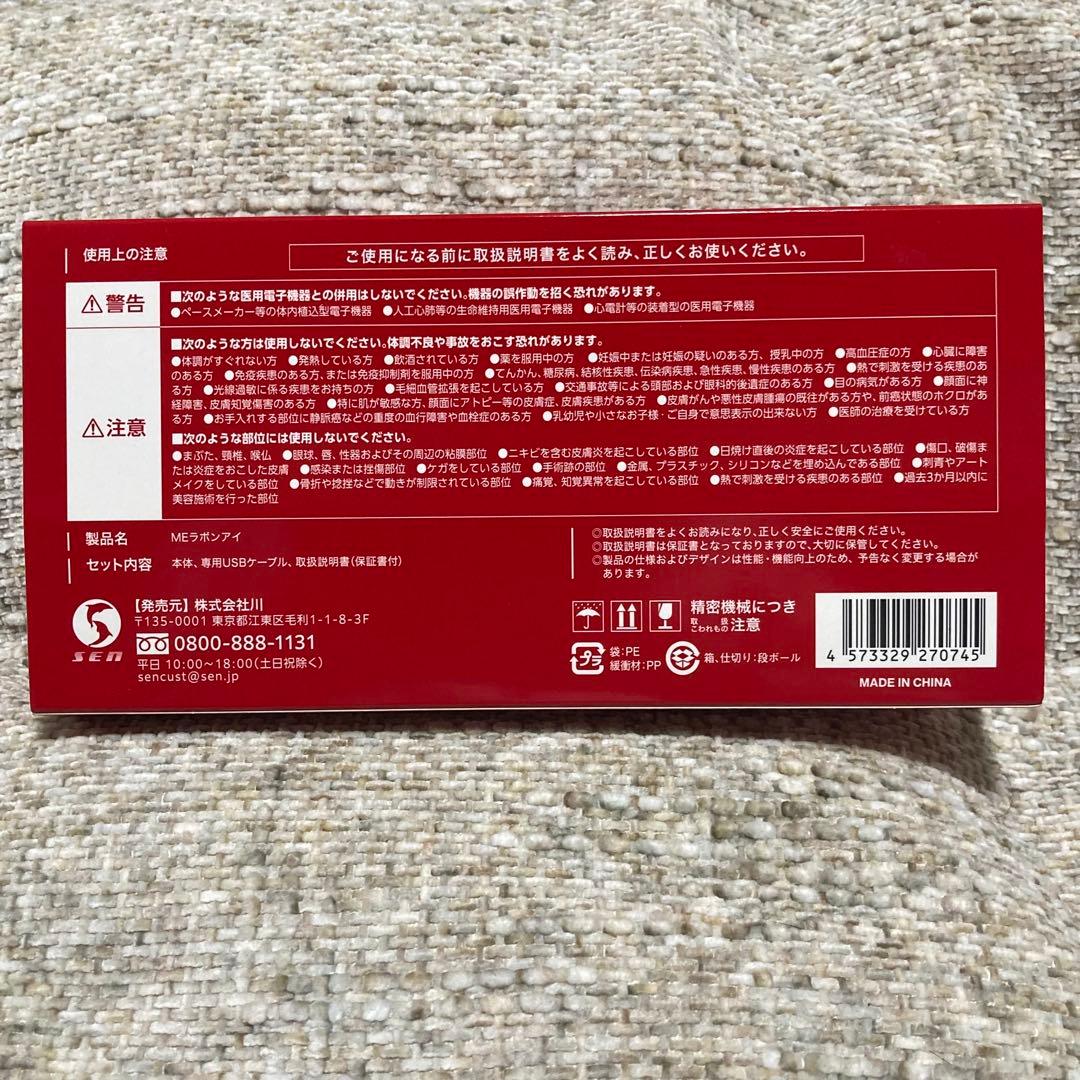 使用上の注意
ご使用になる前に取扱説明書をよく読み、正しくお使いください。
警告
■次のような医用電子機器との併用はしないでください。機器の誤作動を招く恐れがあります。
●ペースメーカー等の体内植込型電子機器 ●人工心肺等の生命維持用医用電子機器 ●心電計等の装着型の医用電子機器
注意
■次のような方は使用しないでください。体調不良や事故をおこす恐れがあります。
●体調がすぐれない方 ●発熱している方 ●飲酒されている方 ●薬を服用中の方 ●妊娠中または妊娠の疑いのある方、授乳中の方 ●高血圧症の方 ●心臓に障害
のある方 ●免疫疾患のある方、または免疫抑制剤を服用中の方 ●てんかん、糖尿病、結核性疾患、伝染病疾患、急性疾患、慢性疾患のある方 ●熱で刺激を受ける疾患のあ
る方 ●光線過敏に係る疾患をお持ちの方 ●毛細血管拡張を起こしている方 ●交通事故等による頭部および眼科的後遺症のある方 ●目の病気がある方 ●顔面に神
経障害、皮膚知覚傷害のある方 ●特に肌が敏感な方、顔面にアトピー等の皮膚症、皮膚疾患がある方 ●皮膚がんや悪性皮膚腫瘍の既往がある方や、前癌状態のホクロがあ
る方 ●お手入れする部位に静脈瘤などの重度の血行障害や血栓症のある方 ●乳幼児や小さなお子様・ご自身で意思表示の出来ない方 ●医師の治療を受けている方
■次のような部位には使用しないでください。
●まぶた、頸椎、喉仏 ●眼球、唇、性器およびその周辺の粘膜部位 ●ニキビを含む皮膚炎を起こしている部位 ●日焼け直後の炎症を起こしている部位 ●傷口、破傷ま
たは炎症をおこした皮膚 ●感染または挫傷部位 ●ケガをしている部位 ●手術跡の部位 ●金属、プラスチック、シリコンなどを埋め込んである部位 ●刺青やアート
メイクをしている部位 ●骨折や捻挫などで動きが制限されている部位 ●痛覚、知覚異常を起こしている部位 ●熱で刺激を受ける疾患のある部位 ●過去3か月以内に
美容施術を行った部位
製品名 MEラボンアイ
セット内容 本体、専用USBケーブル、取扱説明書(保証書付)
◎取扱説明書をよくお読みになり、正しく安全にご使用ください。
◎取扱説明書は保証書となっておりますので、大切に保管してください。
◎製品の仕様およびデザインは性能・機能向上のため、予告なく変更する場合が
あります。
SEN
【発売元】株式会社川
〒135-0001 東京都江東区毛利1-1-8-3F
0800-888-1131
平日 10:00〜18:00(土日祝除く)
sencust@sen.jp
精密機械につき
取扱注意
こわれもの
プラ
袋:PE
緩衝材:PP
箱、仕切り:段ボール
4 573329 270745
MADE IN CHINA